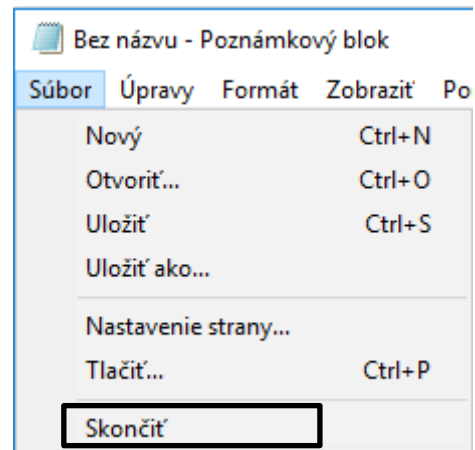 Bez názvu - Poznámkový blok
Súbor Úpravy Formát Zobraziť Po
Nový Ctrl+N
Otvoriť... Ctrl+O
Uložiť Ctrl+S
Uložiť ako...
Nastavenie strany...
Tlačiť... Ctrl+P
Skončiť